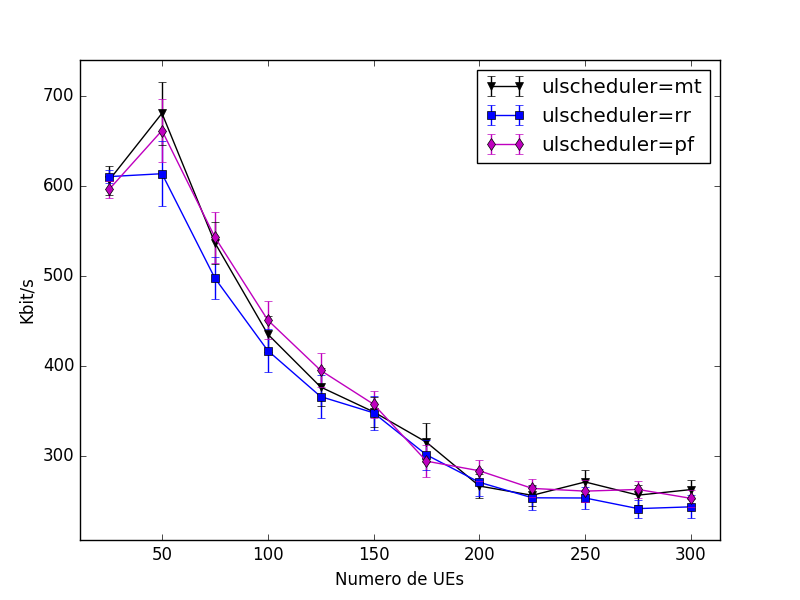 ulscheduler=mt
ulscheduler=rr
ulscheduler=pf
700
600
500
400
300
Kbit/s
50 100 150 200 250 300
Numero de UEs